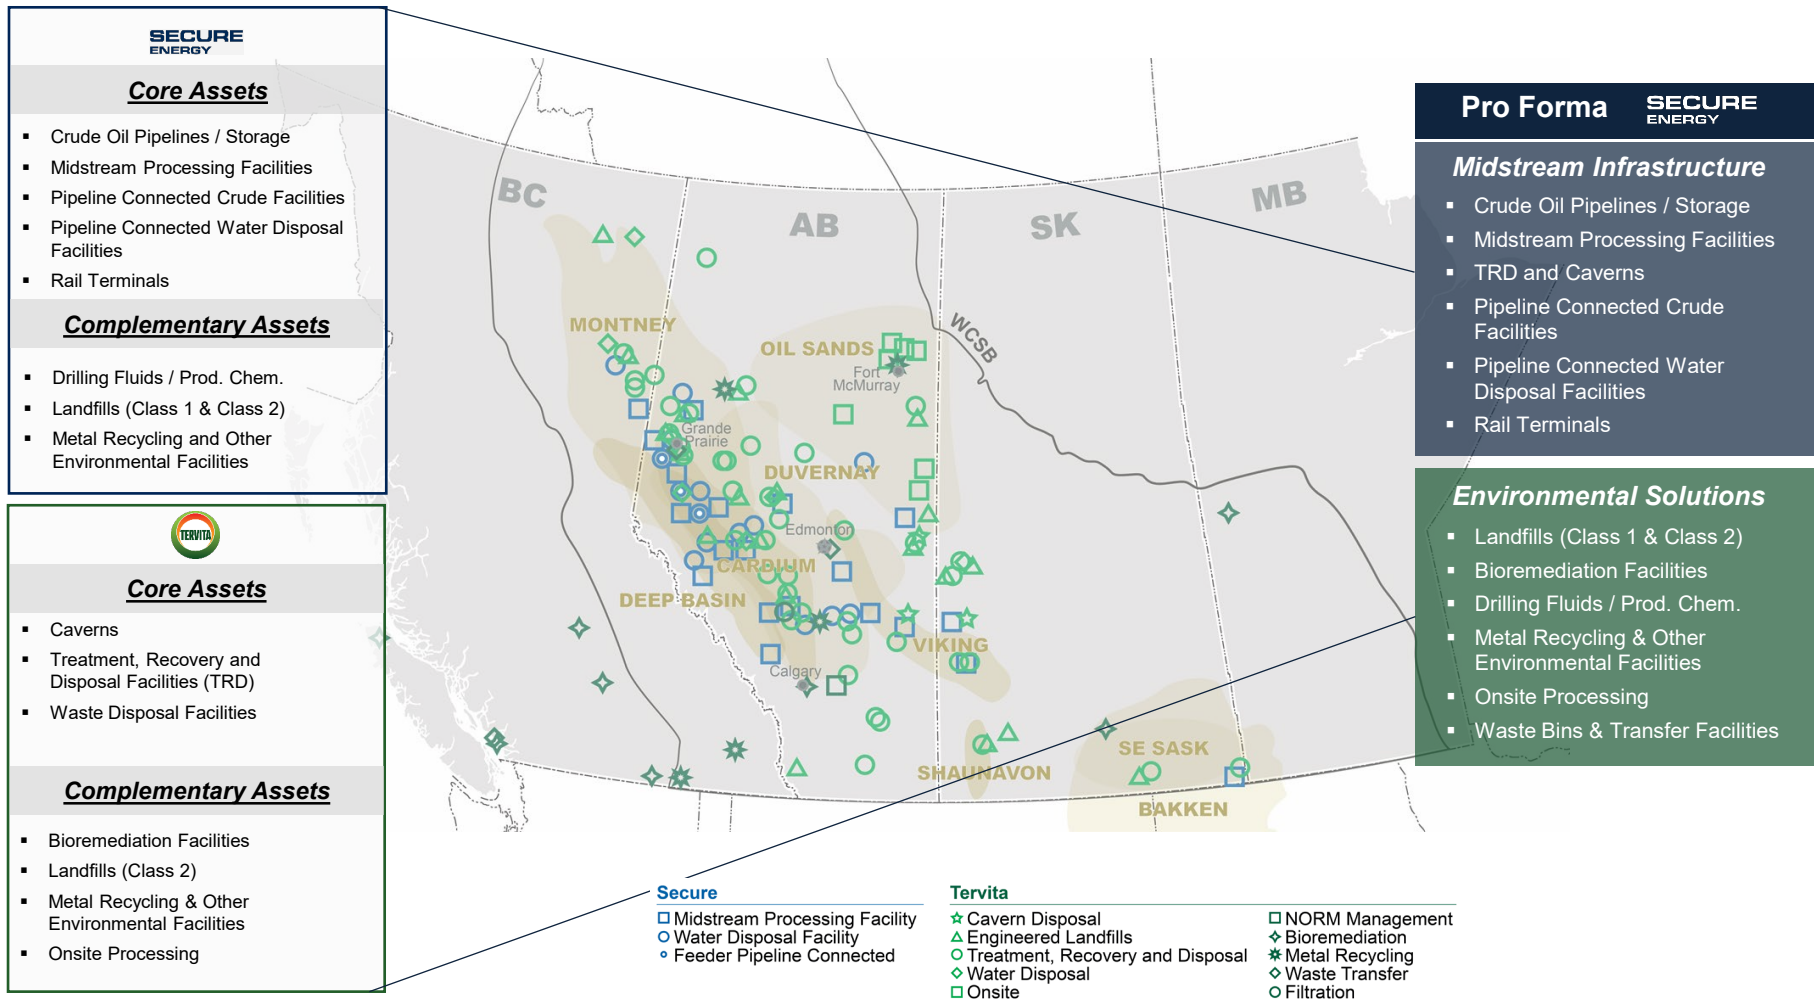 SECURE
ENERGY
Core Assets
▪ Crude Oil Pipelines / Storage
▪ Midstream Processing Facilities
▪ Pipeline Connected Crude Facilities
▪ Pipeline Connected Water Disposal
Facilities
▪ Rail Terminals
Complementary Assets
▪ Drilling Fluids / Prod. Chem.
▪ Landfills (Class 1 & Class 2)
▪ Metal Recycling and Other
Environmental Facilities
TERVITA
Core Assets
▪ Caverns
▪ Treatment, Recovery and
Disposal Facilities (TRD)
▪ Waste Disposal Facilities
Complementary Assets
▪ Bioremediation Facilities
▪ Landfills (Class 2)
▪ Metal Recycling & Other
Environmental Facilities
▪ Onsite Processing
BC
AB
SK
MB
MONTNEY
OIL SANDS
WCSB
Fort
McMurray
Grande
Prairie
DUVERNAY
Edmonton
CARDIUM
DEEP BASIN
VIKING
Calgary
SHAUNAVON
SE SASK
BAKKEN
Pro Forma
SECURE
ENERGY
Midstream Infrastructure
▪ Crude Oil Pipelines / Storage
▪ Midstream Processing Facilities
▪ TRD and Caverns
▪ Pipeline Connected Crude
Facilities
▪ Pipeline Connected Water
Disposal Facilities
▪ Rail Terminals
Environmental Solutions
▪ Landfills (Class 1 & Class 2)
▪ Bioremediation Facilities
▪ Drilling Fluids / Prod. Chem.
▪ Metal Recycling & Other
Environmental Facilities
▪ Onsite Processing
▪ Waste Bins & Transfer Facilities
Secure
Midstream Processing Facility
Water Disposal Facility
Feeder Pipeline Connected
Tervita
Cavern Disposal
Engineered Landfills
Treatment, Recovery and Disposal
Water Disposal
Onsite
NORM Management
Bioremediation
Metal Recycling
Waste Transfer
Filtration